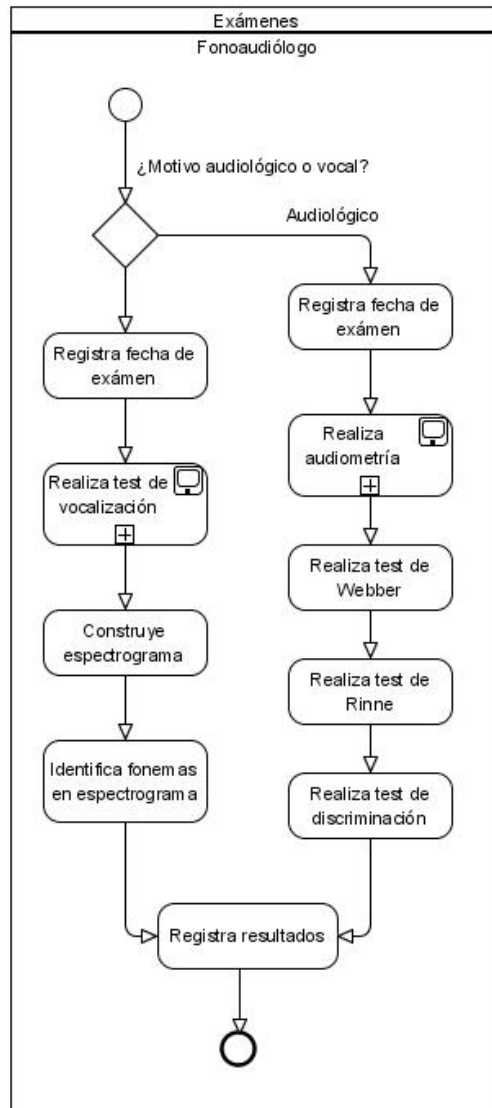 Exámenes
Fonoaudiólogo
¿Motivo audiológico o vocal?
Audiológico
Registra fecha de
exámen
Realiza test de
vocalización
Construye
espectrograma
Identifica fonemas
en espectrograma
Registra fecha de
exámen
Realiza
audiometría
Realiza test de
Webber
Realiza test de
Rinne
Realiza test de
discriminación
Registra resultados